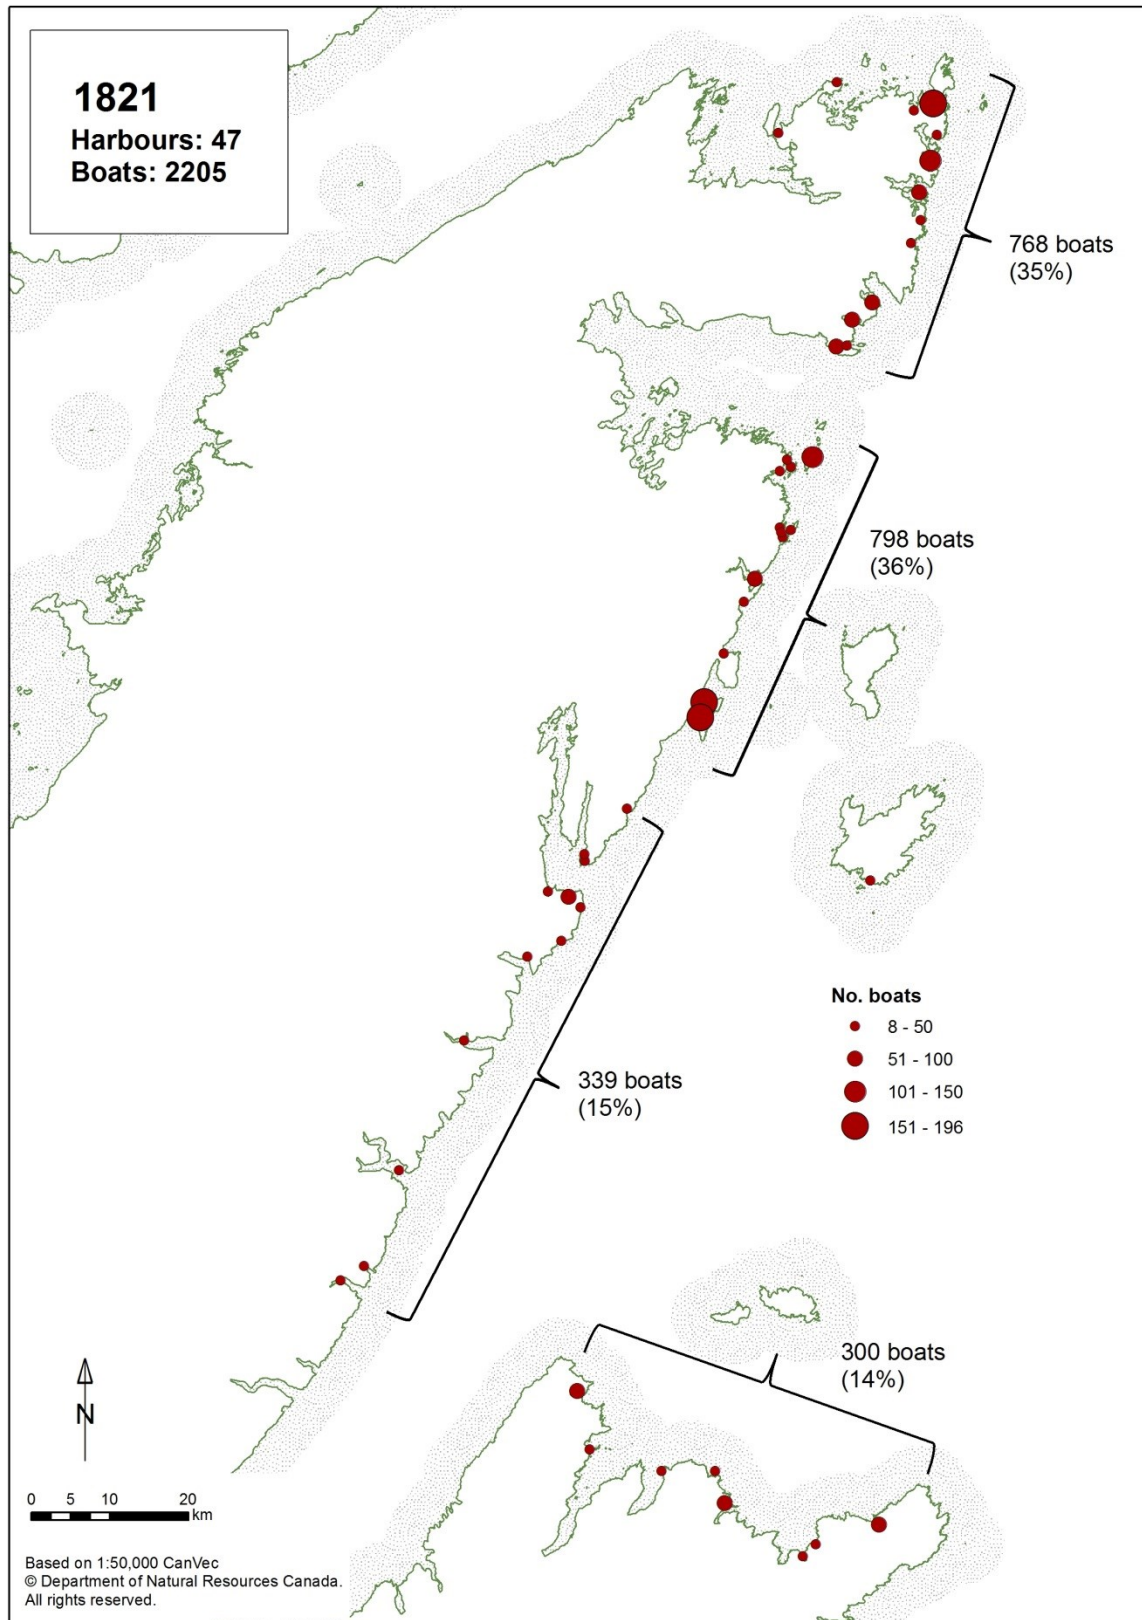 1821
Harbours: 47
Boats: 2205
768 boats
(35%)
798 boats
(36%)
No. boats
8 - 50
51 - 100
101 - 150
151 - 196
339 boats
(15%)
300 boats
(14%)
N
0 5 10 20
km
Based on 1:50,000 CanVec
© Department of Natural Resources Canada.
All rights reserved.